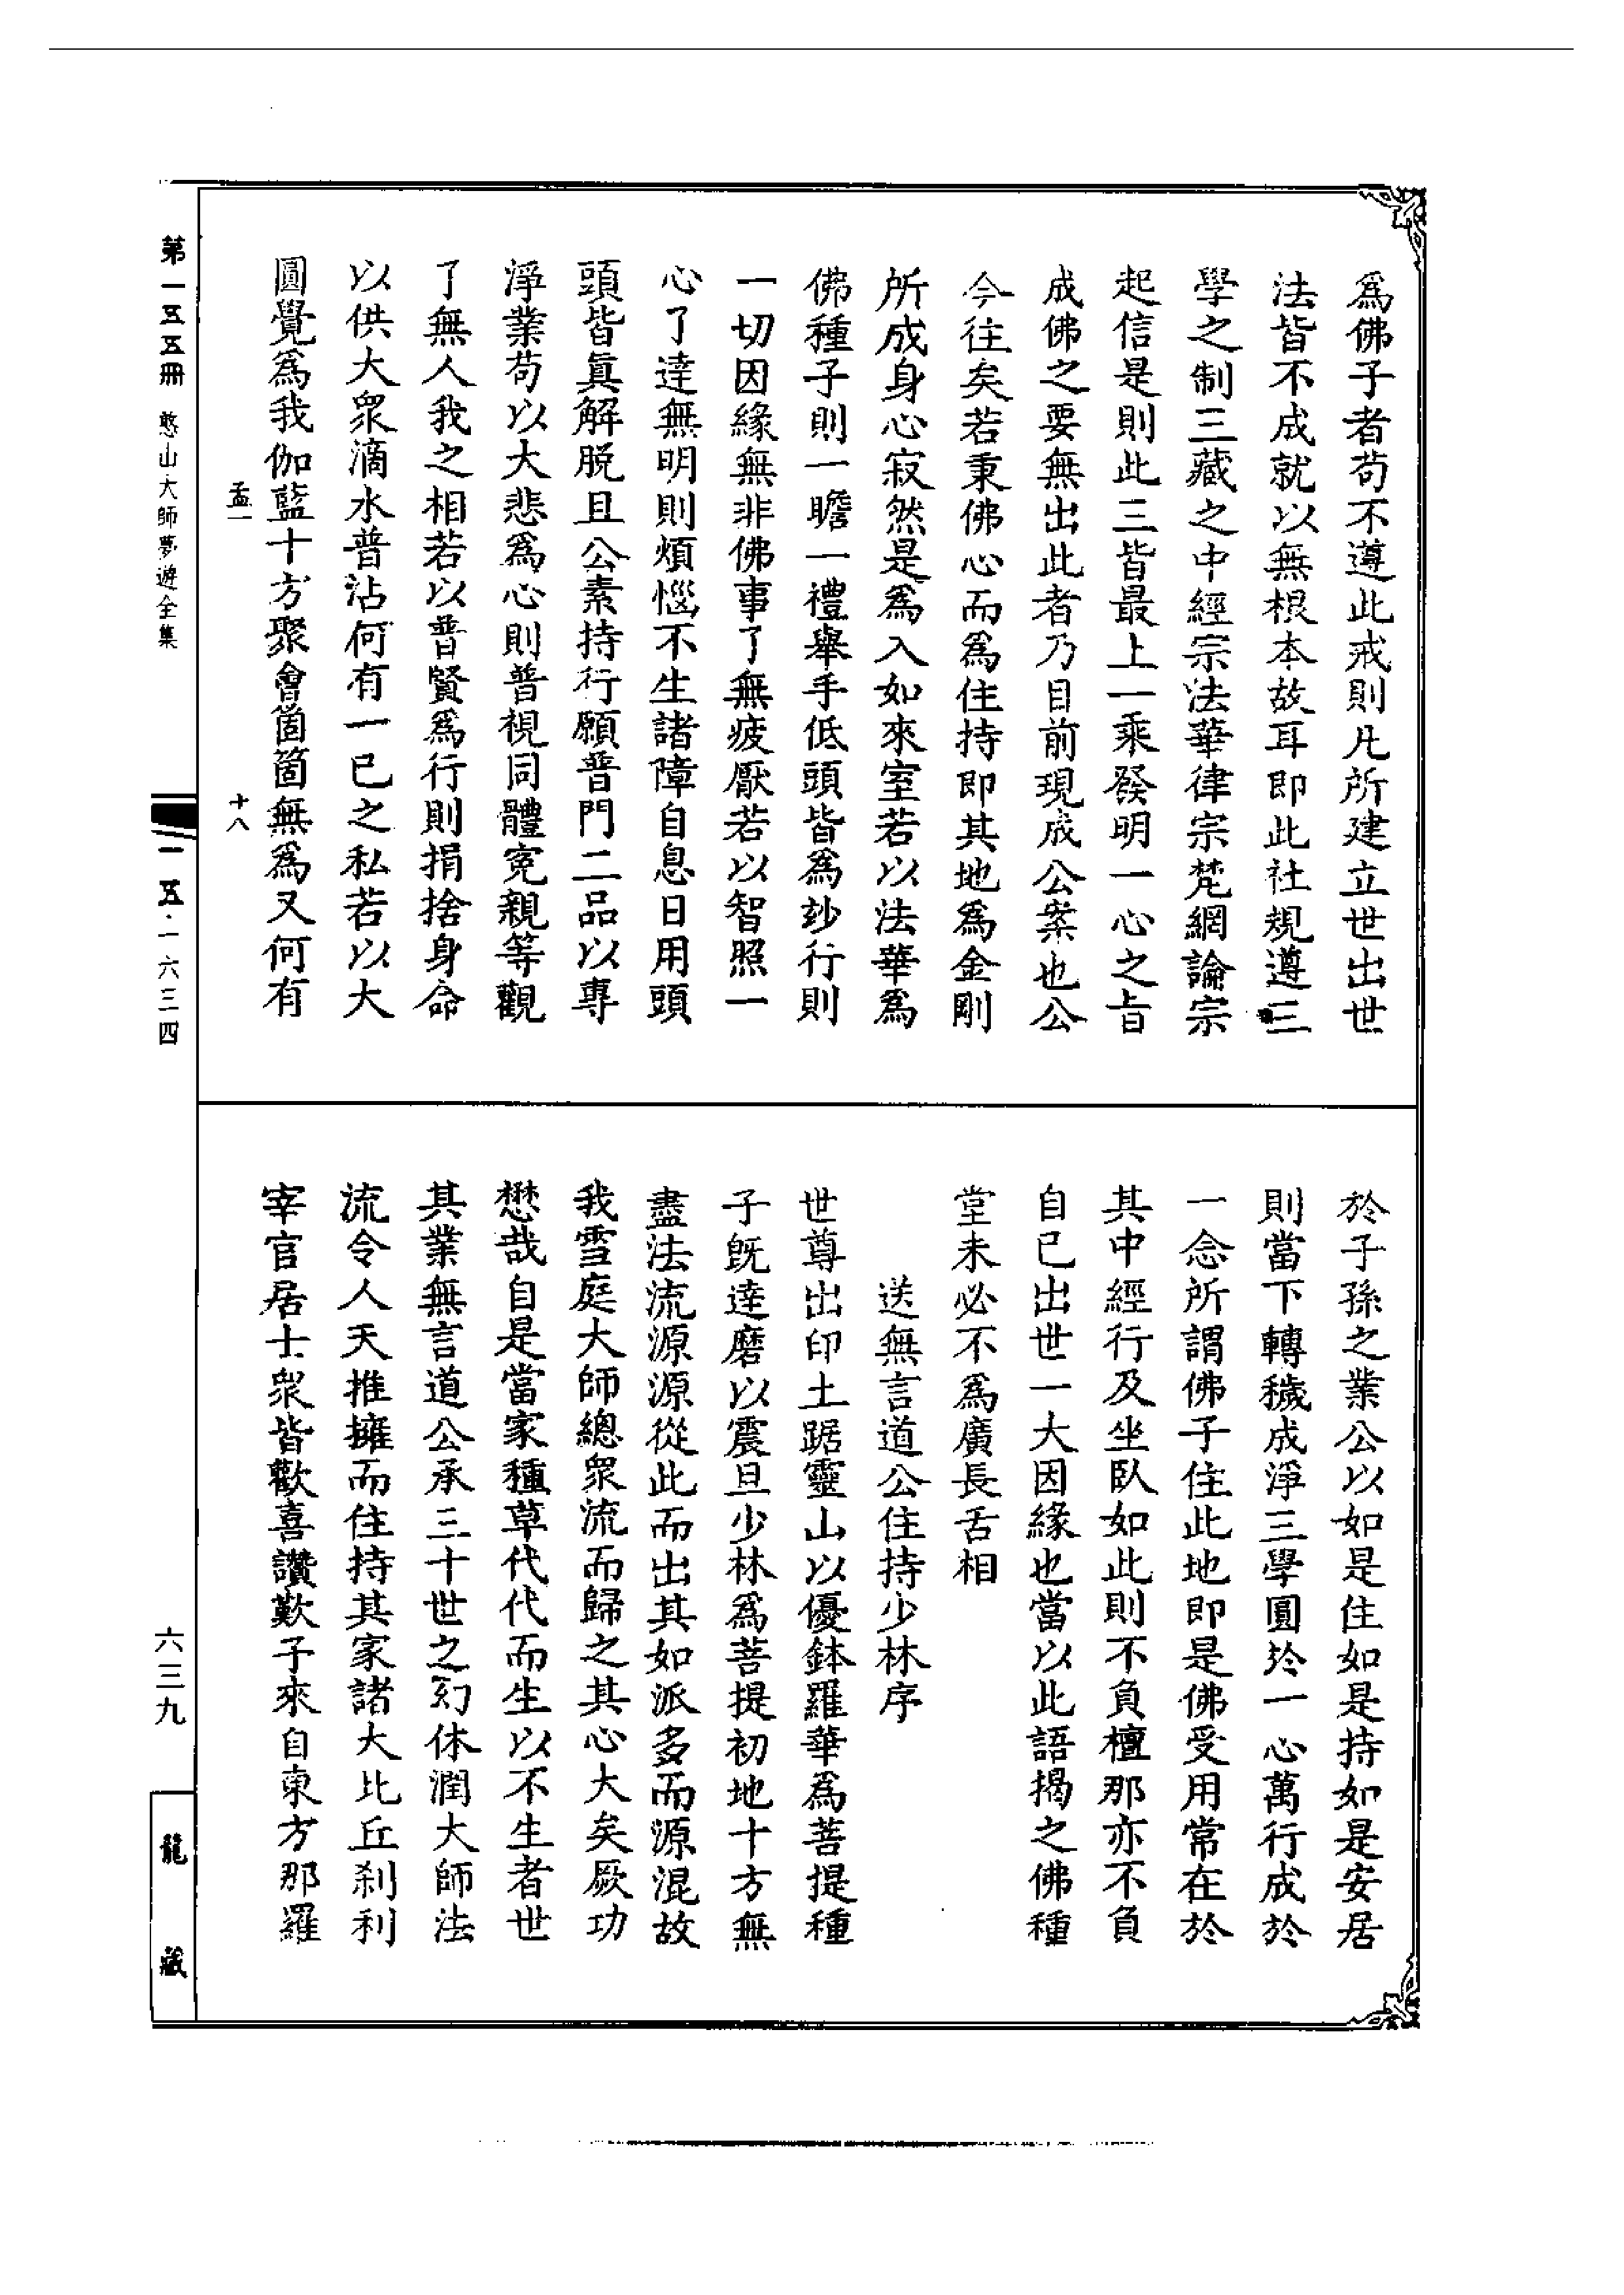 爲佛子者苟不遵此戒則凡所建立世出世
法皆不成就以無根本故耳即此社規遵三
學之制三藏之中經宗法華律宗梵網論宗
起信是則此三皆最上一乘發明一心之旨
成佛之要無出此者乃目前現成公案也公
今往矣若秉佛心而爲住持即其地爲金剛
所成身心寂然是爲入如來室若以法華爲
佛種子則一瞻一禮舉手低頭皆爲妙行則
一切因緣無非佛事了無疲厭若以智照一
心了達無明則煩惱不生諸障自息日用頭
頭皆眞解脱且公素持行願普門二品以專
淨業苟以大悲爲心則普視同體寃親等觀
了無人我之相若以普賢爲行則捐捨身命
以供大衆滴水普沾何有一已之私若以大
圓覺爲我伽藍十方聚會箇箇無爲又何有
孟一
十八
於子孫之業公以如是住如是持如是安居
則當下轉穢成淨三學圓於一心萬行成於
一念所謂佛子住此地即是佛受用常在於
其中經行及坐臥如此則不負檀那亦不負
自已出世一大因緣也當以此語揭之佛種
堂未必不爲廣長舌相
送無言道公住持少林序
世尊出印土踞靈山以優鉢羅華爲菩提種
子旣達磨以震旦少林爲菩提初地十方無
盡法流源源從此而出其如派多而源混故
我雪庭大師總衆流而歸之其心大矣厥功
懋哉自是當家種草代代而生以不生者世
其業無言道公承三十世之幻休潤大師法
流令人天推擁而住持其家諸大比丘刹利
宰官居士衆皆歡喜讚歎子來自東方那羅
第一五五冊
憨山大師夢遊全集
一五·一六三四
六三九
龍藏